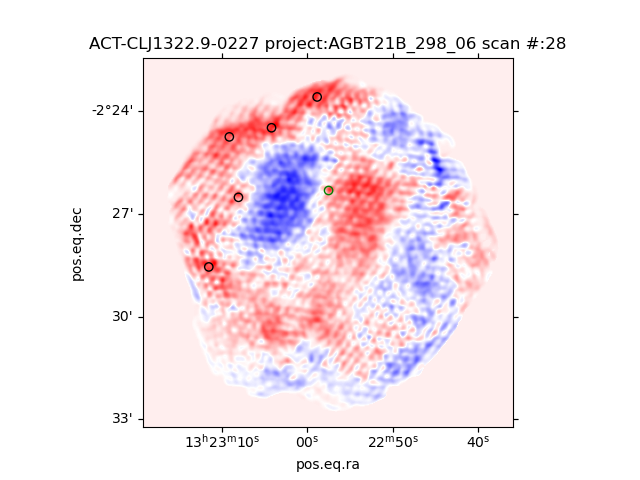 ACT-CLJ1322.9-0227 project:AGBT21B_298_06 scan #:28
-2°24'
27'
30'
33'
pos.eq.dec
13ʰ23ᵐ10ˢ 00ˢ 22ᵐ50ˢ 40ˢ
pos.eq.ra